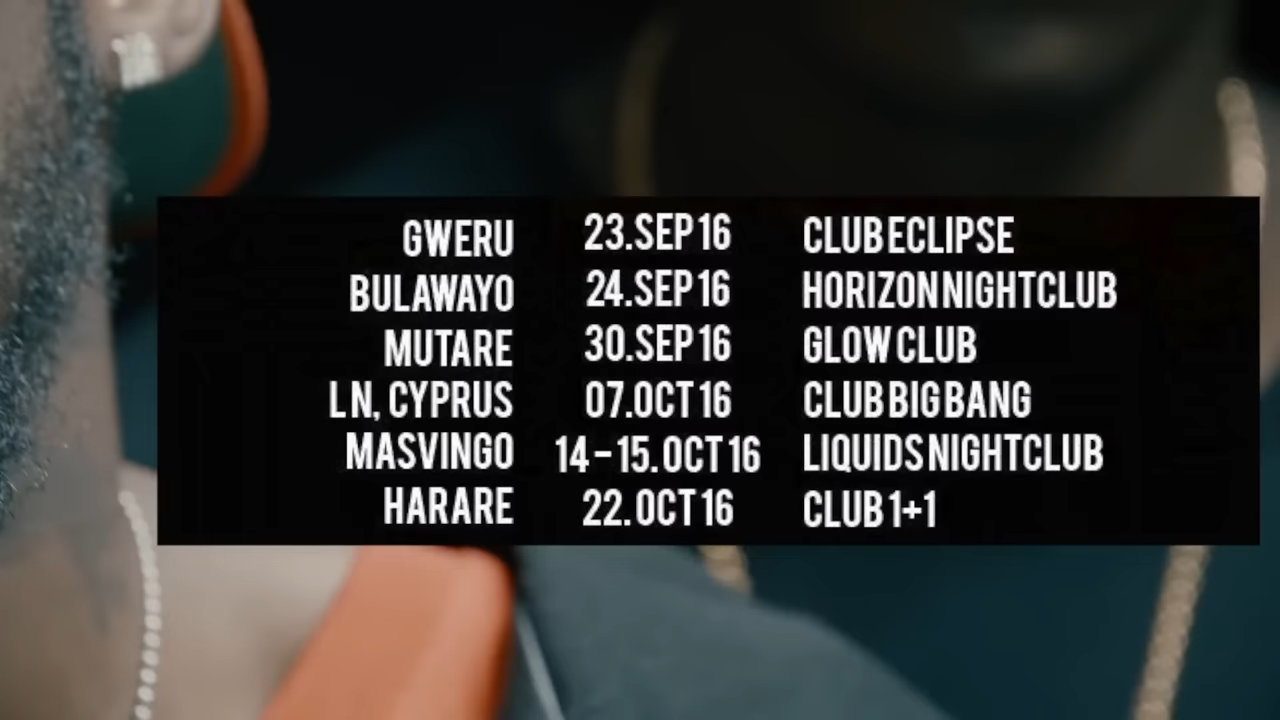 GWERU 23.SEP 16 CLUB ECLIPSE
BULAWAYO 24.SEP 16 HORIZON NIGHTCLUB
MUTARE 30.SEP 16 GLOW CLUB
LN, CYPRUS 07.OCT 16 CLUB BIG BANG
MASVINGO 14-15.OCT 16 LIQUIDS NIGHTCLUB
HARARE 22.OCT 16 CLUB 1+1